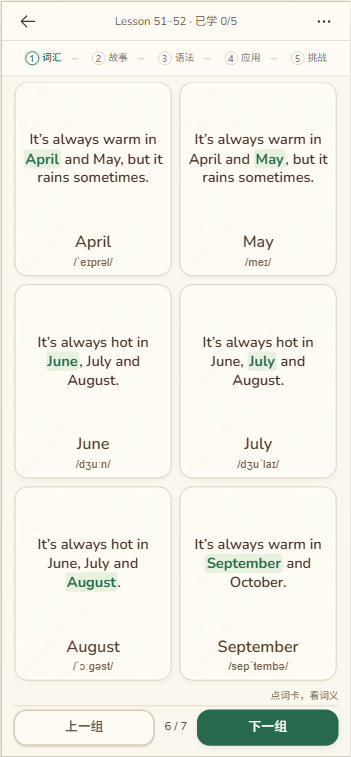 Lesson 51–52 · 已学 0/5
1 词汇 – 2 故事 – 3 语法 – 4 应用 – 5 挑战
It's always warm in
April and May, but it
rains sometimes.
April
/ˈeɪprəl/
It's always warm in
April and May, but it
rains sometimes.
May
/meɪ/
It's always hot in
June, July and
August.
June
/dʒuːn/
It's always hot in
June, July and
August.
July
/dʒuˈlaɪ/
It's always hot in
June, July and
August.
August
/ˈɔːɡəst/
It's always warm in
September and
October.
September
/sepˈtembə/
点词卡，看词义
上一组
6 / 7
下一组